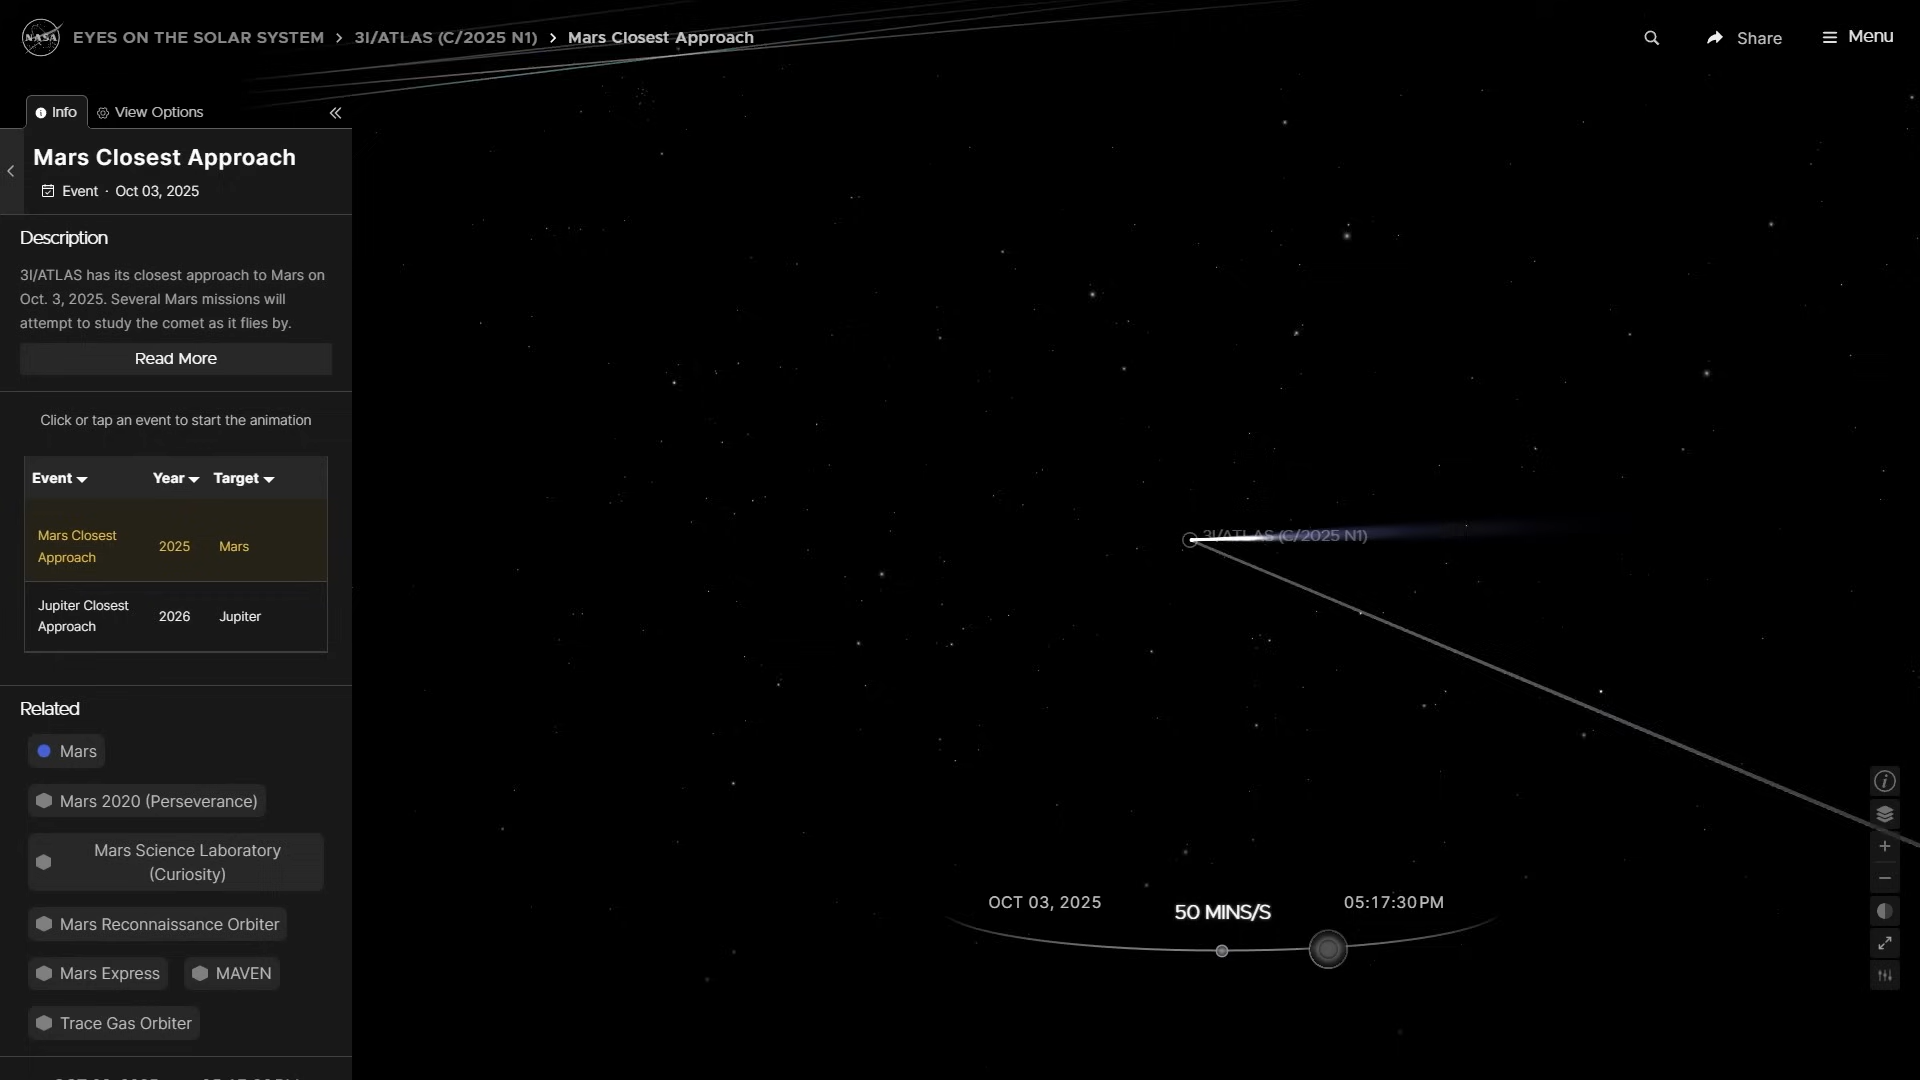 NASA
EYES ON THE SOLAR SYSTEM > 3I/ATLAS (C/2025 N1) > Mars Closest Approach
Share
Menu
Info
View Options
Mars Closest Approach
Event · Oct 03, 2025
Description
3I/ATLAS has its closest approach to Mars on
Oct. 3, 2025. Several Mars missions will
attempt to study the comet as it flies by.
Read More
Click or tap an event to start the animation
Event Year Target
Mars Closest
Approach
2025 Mars
Jupiter Closest
Approach
2026 Jupiter
Related
Mars
Mars 2020 (Perseverance)
Mars Science Laboratory
(Curiosity)
Mars Reconnaissance Orbiter
Mars Express MAVEN
Trace Gas Orbiter
3I/ATLAS (C/2025 N1)
OCT 03, 2025
50 MINS/S
05:17:30 PM